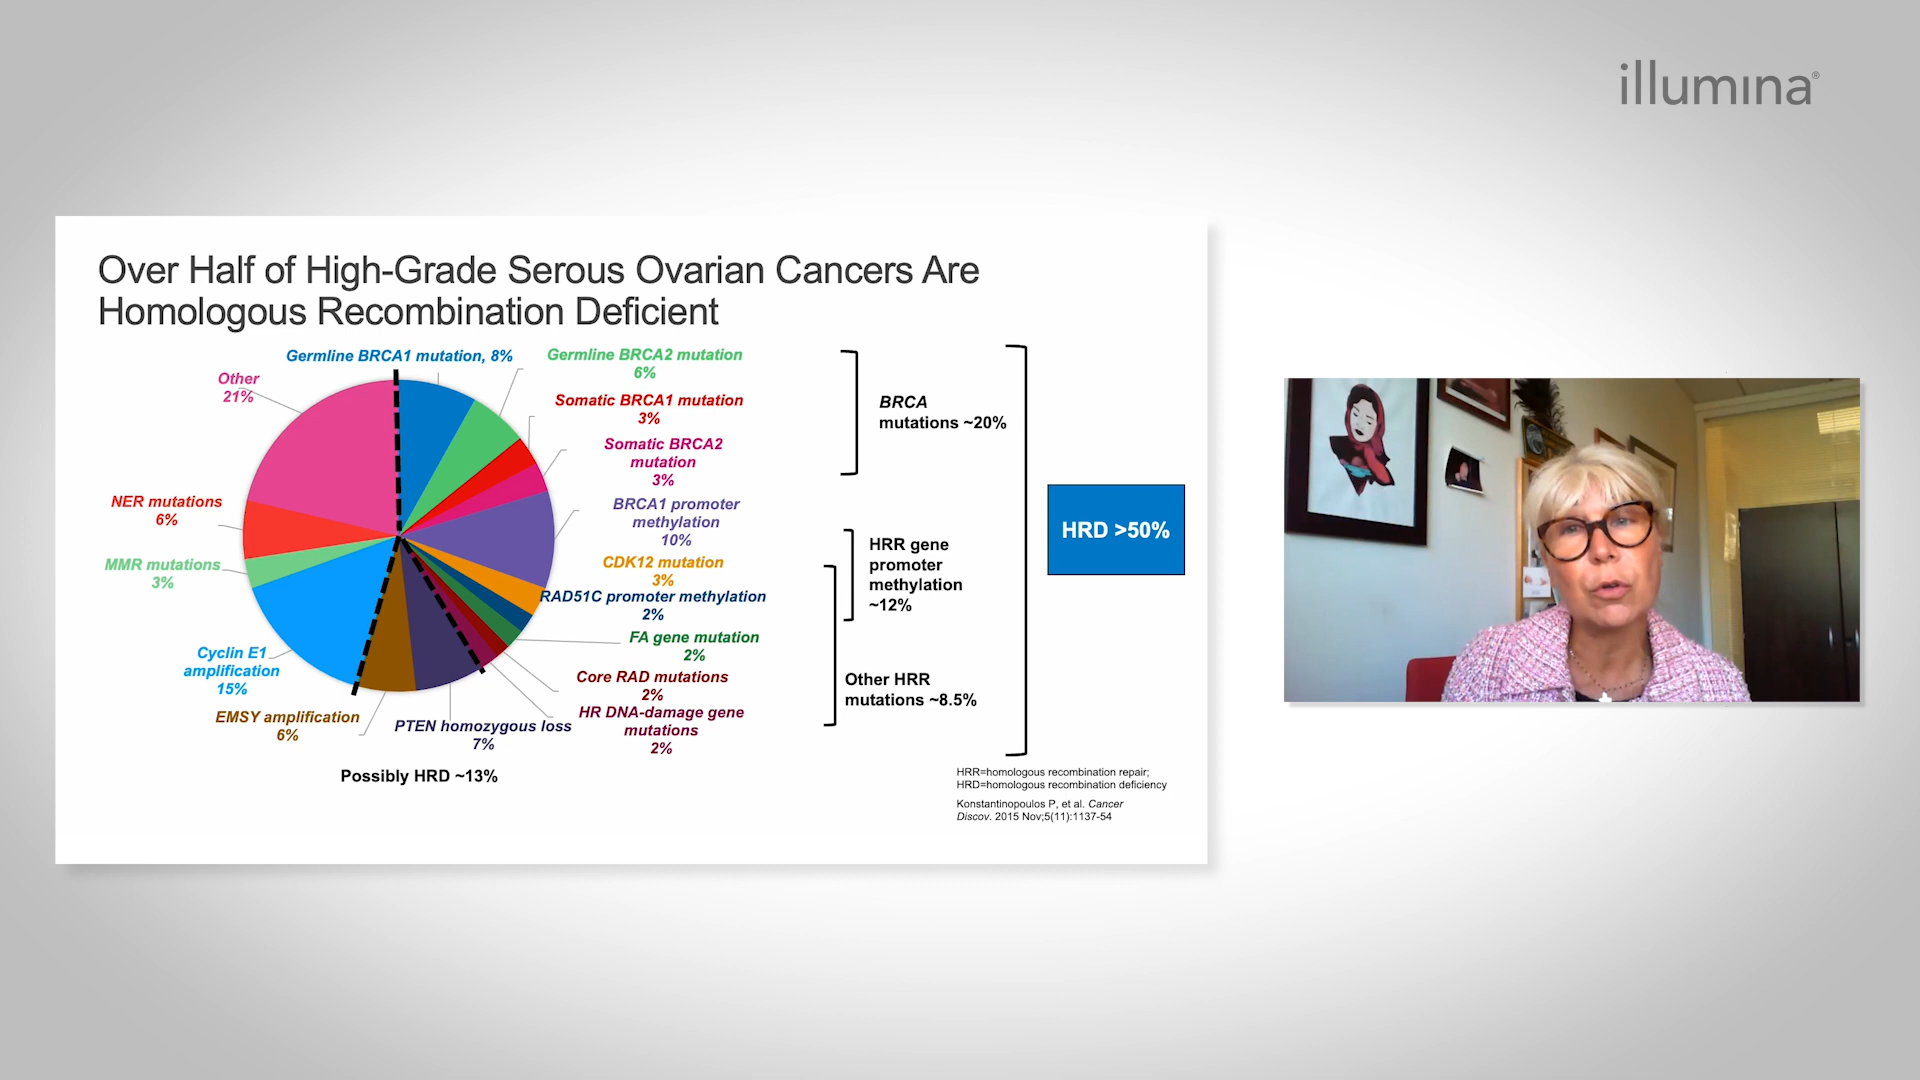 illumina®
Over Half of High-Grade Serous Ovarian Cancers Are
Homologous Recombination Deficient
Germline BRCA1 mutation, 8%
Germline BRCA2 mutation
6%
Somatic BRCA1 mutation
3%
Somatic BRCA2
mutation
3%
BRCA1 promoter
methylation
10%
CDK12 mutation
3%
RAD51C promoter methylation
2%
FA gene mutation
2%
Core RAD mutations
2%
HR DNA-damage gene
mutations
2%
PTEN homozygous loss
7%
EMSY amplification
6%
Cyclin E1
amplification
15%
MMR mutations
3%
NER mutations
6%
Other
21%
Possibly HRD ~13%
BRCA
mutations ~20%
HRR gene
promoter
methylation
~12%
Other HRR
mutations ~8.5%
HRD >50%
HRR=homologous recombination repair;
HRD=homologous recombination deficiency
Konstantinopoulos P, et al. Cancer
Discov. 2015 Nov;5(11):1137-54